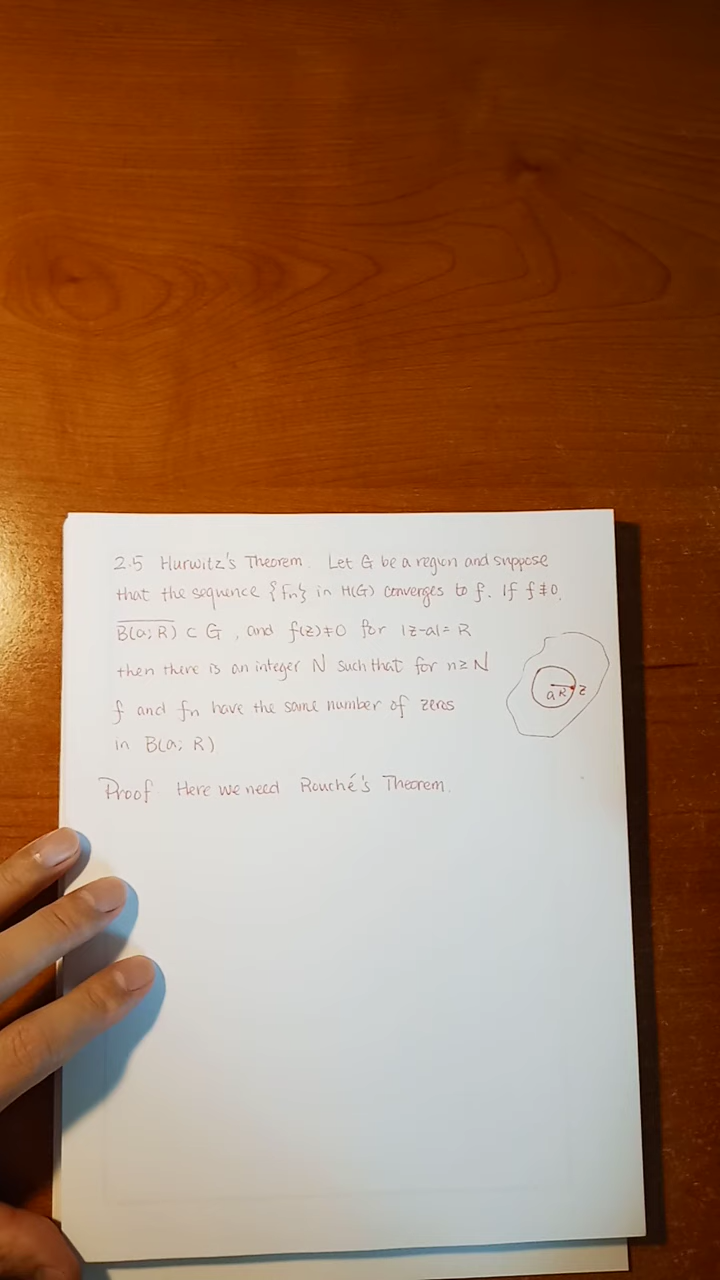 2.5 Hurwitz's Theorem. Let G be a region and suppose
that the sequence {fn} in H(G) converges to f. If f≢0,
B̅(̅a̅;̅ ̅R̅)̅ ⊂ G, and f(z)≠0 for |z-a|= R
then there is an integer N such that for n≥N
f and fn have the same number of zeros
in B(a; R)
a R z
Proof Here we need Rouché's Theorem.